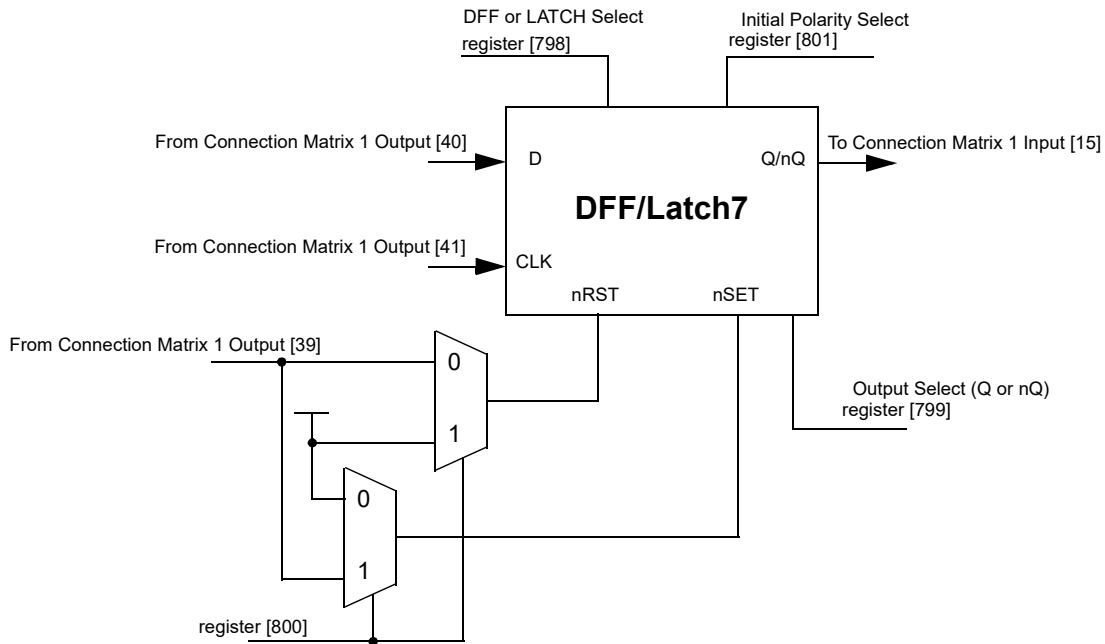 DFF or LATCH Select
register [798]
Initial Polarity Select
register [801]
From Connection Matrix 1 Output [40]
D
Q/nQ
To Connection Matrix 1 Input [15]
DFF/Latch7
From Connection Matrix 1 Output [41]
CLK
nRST
nSET
From Connection Matrix 1 Output [39]
0
1
Output Select (Q or nQ)
register [799]
0
1
register [800]